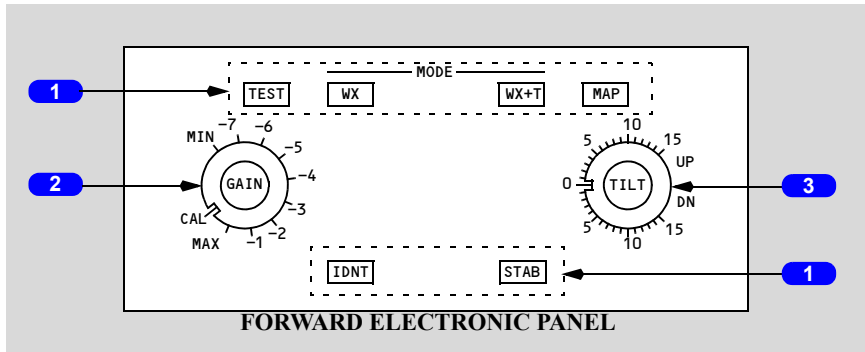 MODE
1
TEST WX WX+T MAP
MIN -7 -6 -5 -4 -3 -2 -1 MAX CAL
2
GAIN
10
5 15
UP
0 TILT
3
DN
5 15
10
IDNT STAB
1
FORWARD ELECTRONIC PANEL